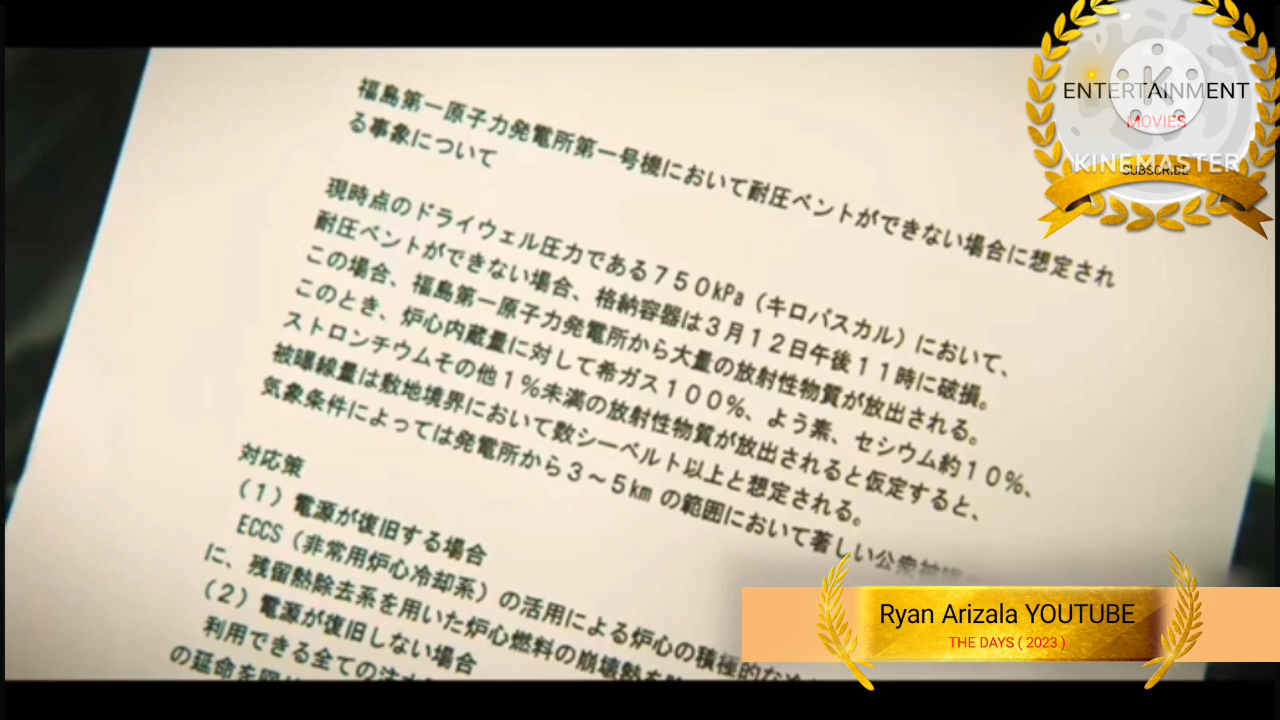 福島第一原子力発電所第一号機において耐圧ベントができない場合に想定され
る事象について
現時点のドライウェル圧力である７５０kPa（キロパスカル）において、
耐圧ベントができない場合、格納容器は３月１２日午後１１時に破損。
この場合、福島第一原子力発電所から大量の放射性物質が放出される。
このとき、炉心内蔵量に対して希ガス１００％、よう素、セシウム約１０％、
ストロンチウムその他１％未満の放射性物質が放出されると仮定すると、
被曝線量は敷地境界において数シーベルト以上と想定される。
気象条件によっては発電所から３～５km の範囲において著しい公衆被曝
対応策
（１）電源が復旧する場合
ECCS（非常用炉心冷却系）の活用による炉心の積極的な冷
に、残留熱除去系を用いた炉心燃料の崩壊熱を
（２）電源が復旧しない場合
利用できる全ての注水
の延命を図
ENTERTAINMENT
MOVIES
KINEMASTER
SUBSCRIBE
Ryan Arizala YOUTUBE
THE DAYS ( 2023 )